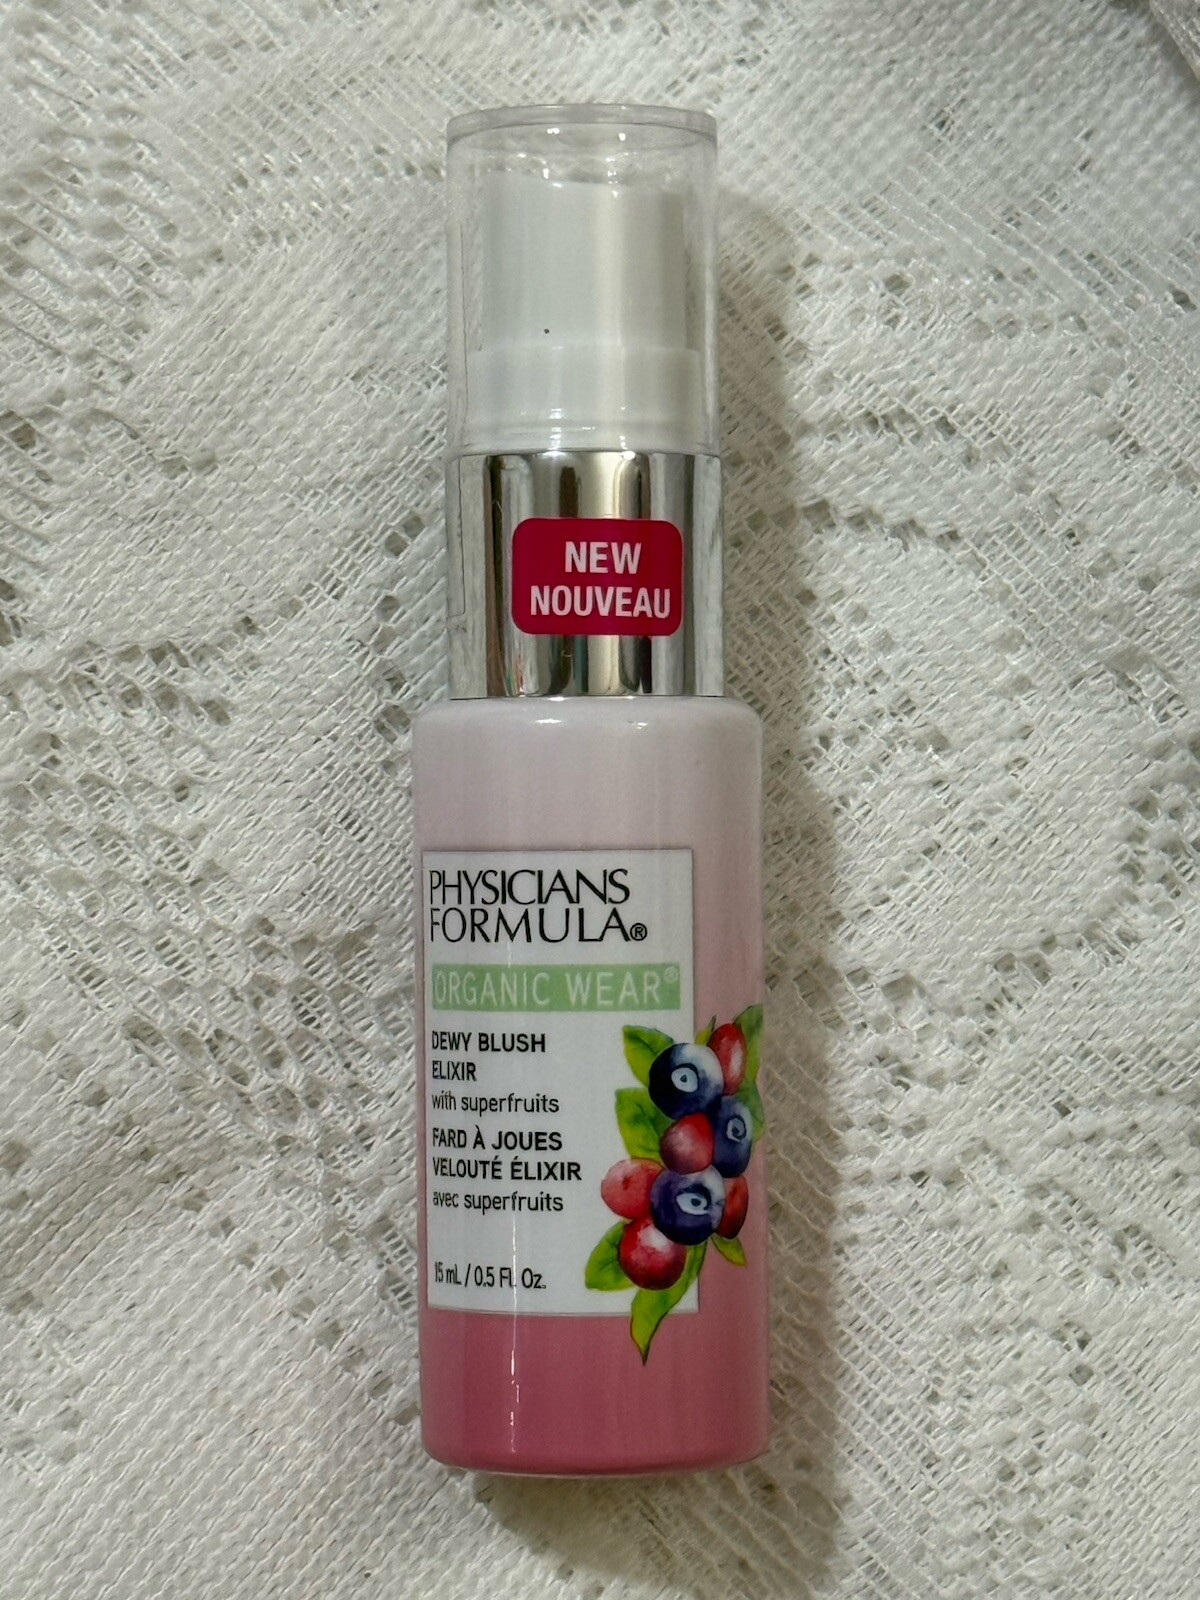 NEW
NOUVEAU
PHYSICIANS
FORMULA®
ORGANIC WEAR®
DEWY BLUSH
ELIXIR
with superfruits
FARD À JOUES
VELOUTÉ ÉLIXIR
avec superfruits
15 mL / 0.5 Fl. Oz.